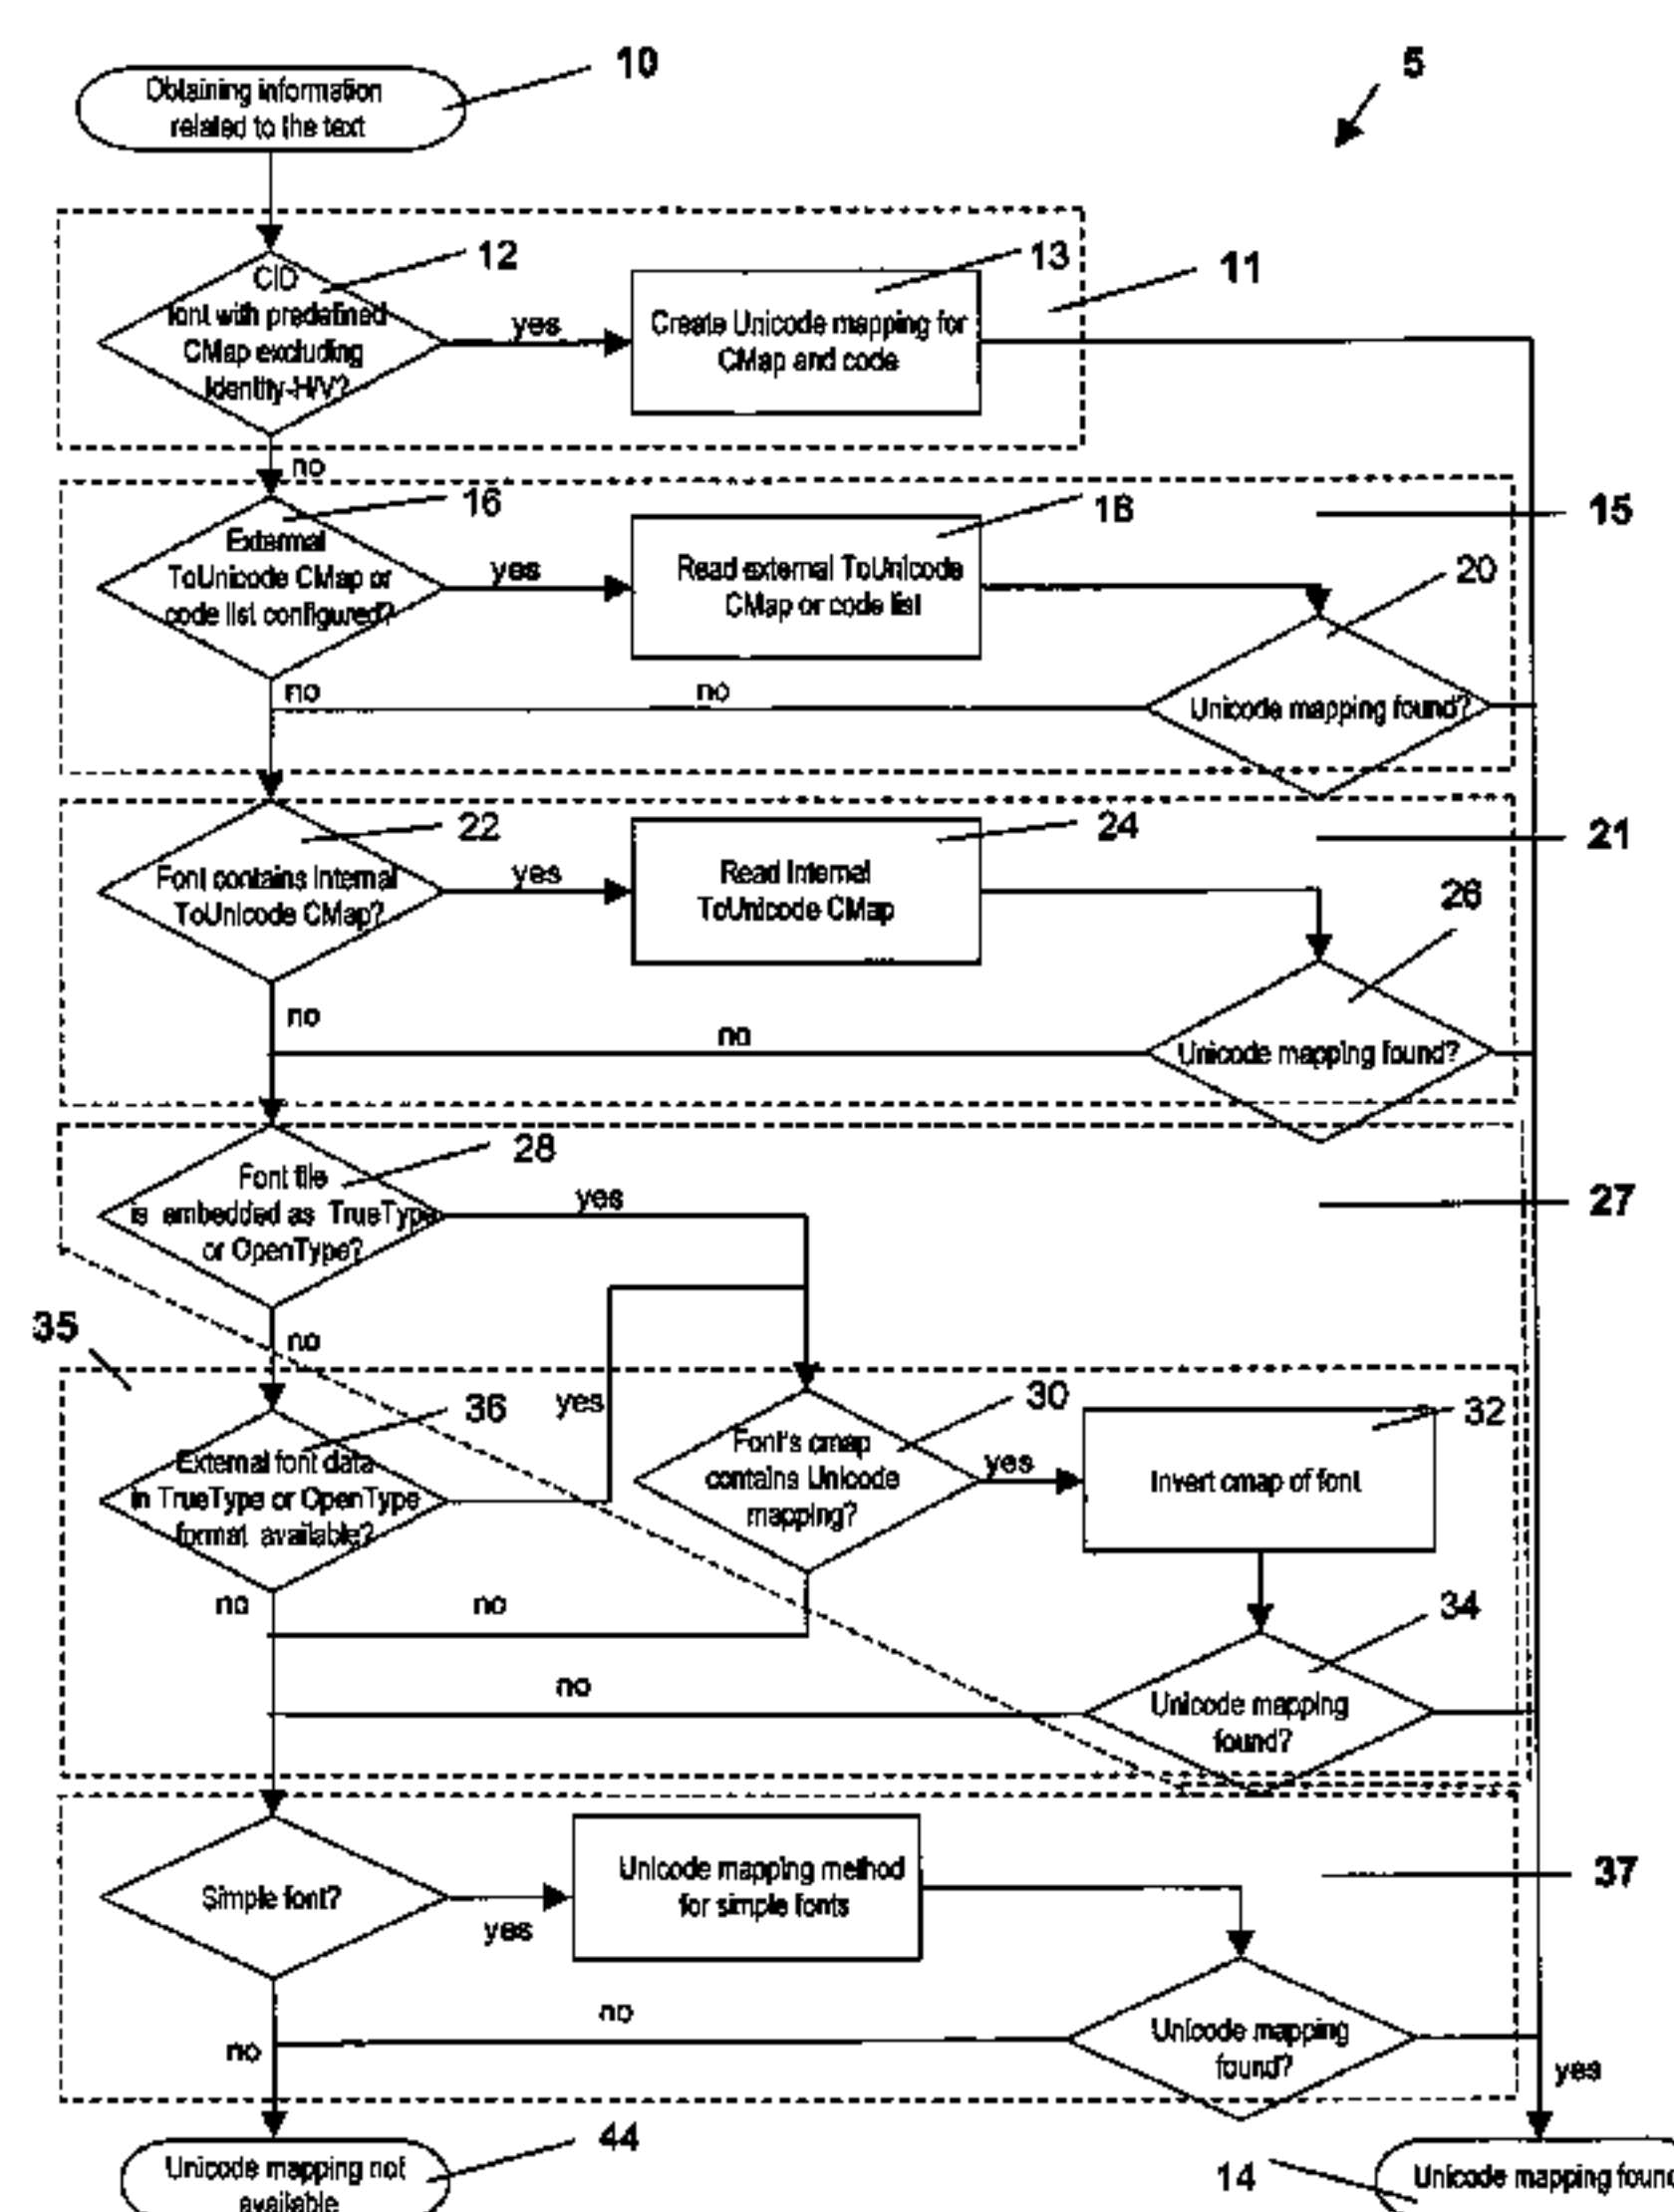 10
5
Obtaining information
related to the text
12
13
11
CID
font with predefined
CMap excluding
Identity-H/V?
yes
Create Unicode mapping for
CMap and code
no
16
18
15
External
ToUnicode CMap or
code list configured?
yes
Read external ToUnicode
CMap or code list
20
no
no
Unicode mapping found?
22
24
21
Font contains Internal
ToUnicode CMap?
yes
Read Internal
ToUnicode CMap
26
no
no
Unicode mapping found?
28
27
Font file
is embedded as TrueType
or OpenType?
yes
35
no
36
yes
30
32
External font data
in TrueType or OpenType
format available?
Font's cmap
contains Unicode
mapping?
yes
Invert cmap of font
no
no
34
no
Unicode mapping
found?
37
Simple font?
yes
Unicode mapping method
for simple fonts
no
no
Unicode mapping
found?
yes
44
14
Unicode mapping not
available
Unicode mapping found